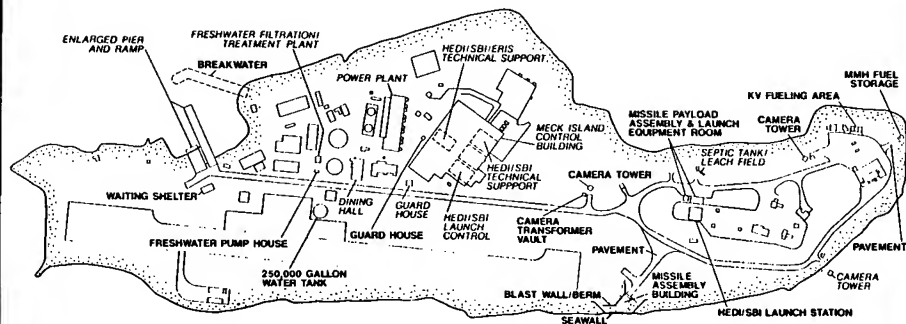 ENLARGED PIER
AND RAMP
FRESHWATER FILTRATION/
TREATMENT PLANT
BREAKWATER
POWER PLANT
HEDI/SBI/ERIS
TECHNICAL SUPPORT
MECK ISLAND
CONTROL
BUILDING
HEDI/SBI
TECHNICAL
SUPPPORT
MISSILE PAYLOAD
ASSEMBLY & LAUNCH
EQUIPMENT ROOM
MMH FUEL
STORAGE
KV FUELING AREA
CAMERA
TOWER
SEPTIC TANK/
LEACH FIELD
CAMERA TOWER
WAITING SHELTER
DINING
HALL
GUARD
HOUSE
FRESHWATER PUMP HOUSE
GUARD HOUSE
HEDI/SBI
LAUNCH
CONTROL
CAMERA
TRANSFORMER
VAULT
PAVEMENT
PAVEMENT
250,000 GALLON
WATER TANK
MISSILE
ASSEMBLY
BUILDING
BLAST WALL/BERM
SEAWALL
CAMERA
TOWER
HEDI/SBI LAUNCH STATION